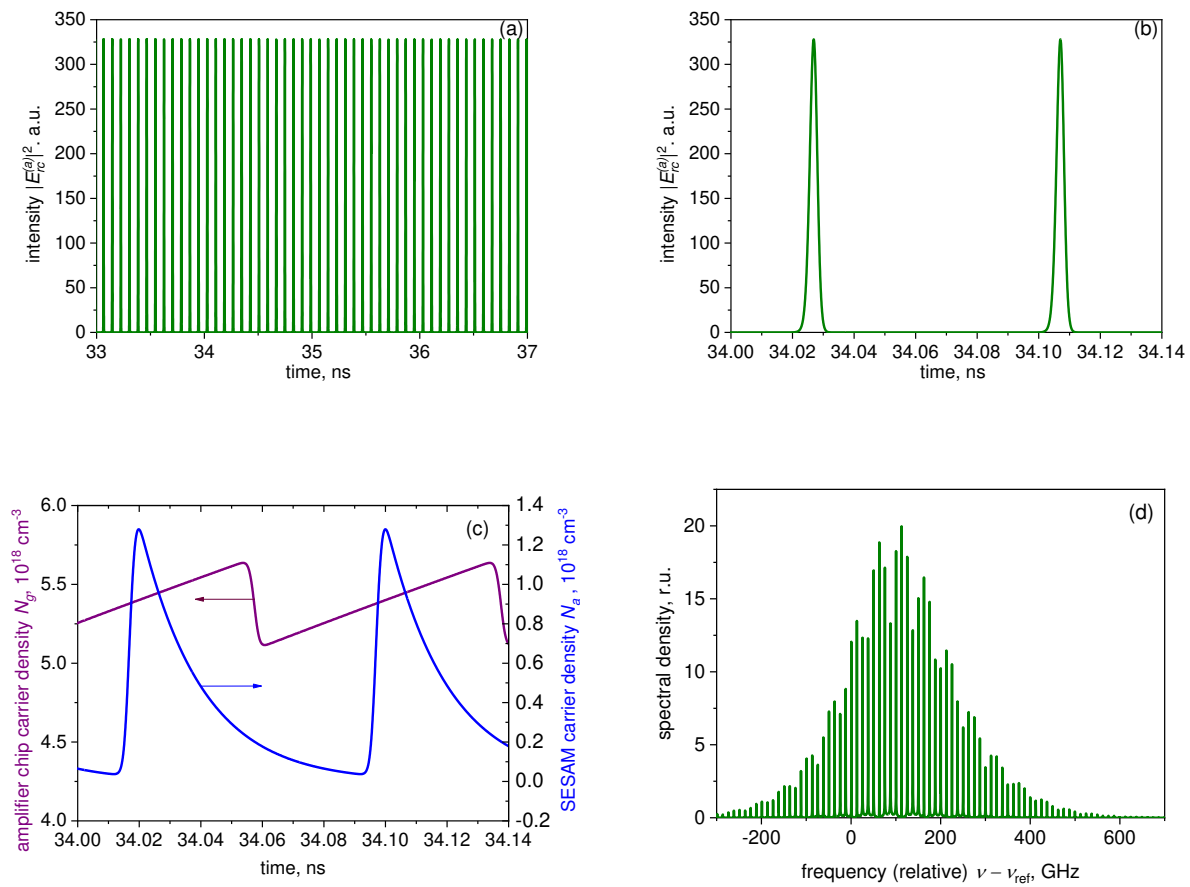 (a)
350
300
250
200
150
100
50
0
intensity |E_rc^(a)|². a.u.
33 34 35 36 37
time, ns
(b)
350
300
250
200
150
100
50
0
intensity |E_rc^(a)|². a.u.
34.00 34.02 34.04 34.06 34.08 34.10 34.12 34.14
time, ns
(c)
6.0
5.5
5.0
4.5
4.0
amplifier chip carrier density N_g, 10^18 cm^-3
1.4
1.2
1.0
0.8
0.6
0.4
0.2
0.0
-0.2
SESAM carrier density N_a , 10^18 cm^-3
34.00 34.02 34.04 34.06 34.08 34.10 34.12 34.14
time, ns
(d)
20
15
10
5
0
spectral density, r.u.
-200 0 200 400 600
frequency (relative) ν − ν_ref, GHz